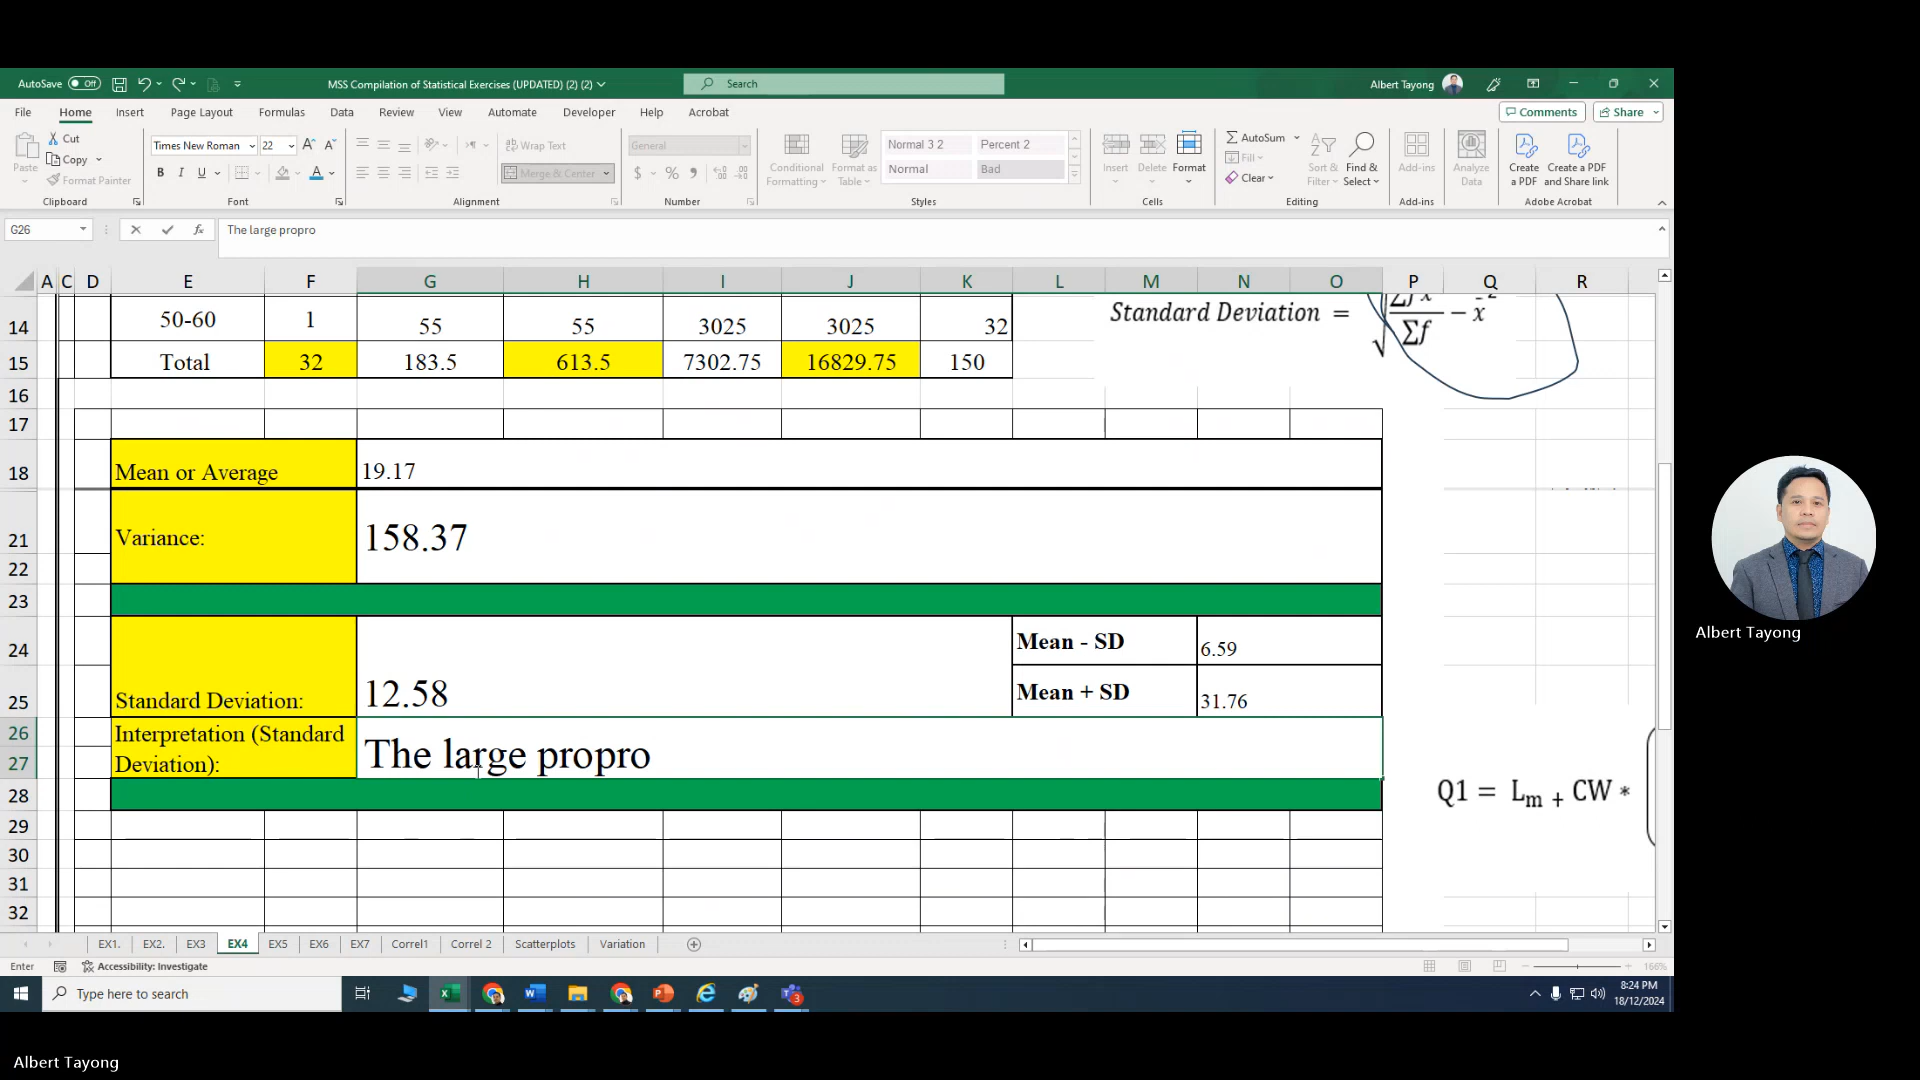 AutoSave Off MSS Compilation of Statistical Exercises (UPDATED) (2) (2) Search Albert Tayong
File Home Insert Page Layout Formulas Data Review View Automate Developer Help Acrobat Comments Share
Paste Cut Copy Format Painter Clipboard
Times New Roman 22 B I U Font
Wrap Text Merge & Center Alignment
General $ % Number
Conditional Formatting Format as Table Normal 3 2 Percent 2 Normal Bad Styles
Insert Delete Format Cells
AutoSum Fill Clear Sort & Filter Find & Select Editing
Add-ins Add-ins
Analyze Data
Create a PDF Create a PDF and Share link Adobe Acrobat
G26 fx The large propro
A C D E F G H I J K L M N O P Q R
14 50-60 1 55 55 3025 3025 32
Standard Deviation = √ Σf x² / Σf − x̄²
15 Total 32 183.5 613.5 7302.75 16829.75 150
16
17
18 Mean or Average 19.17
21 Variance: 158.37
22
23
24 Mean - SD 6.59
25 Standard Deviation: 12.58 Mean + SD 31.76
26 Interpretation (Standard
27 Deviation): The large propro
28 Q1 = Lm + CW *
29
30
31
32
EX1. EX2. EX3 EX4 EX5 EX6 EX7 Correl1 Correl 2 Scatterplots Variation
Enter Accessibility: Investigate 166%
Type here to search 8:24 PM
18/12/2024
Albert Tayong
Albert Tayong